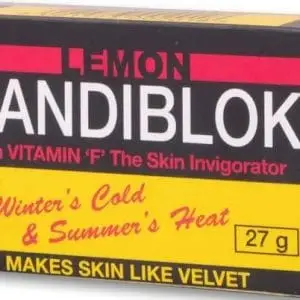 LEMON
ANDIBLOK
VITAMIN 'F' The Skin Invigorator
Winter's Cold
& Summer's Heat
27 g
MAKES SKIN LIKE VELVET